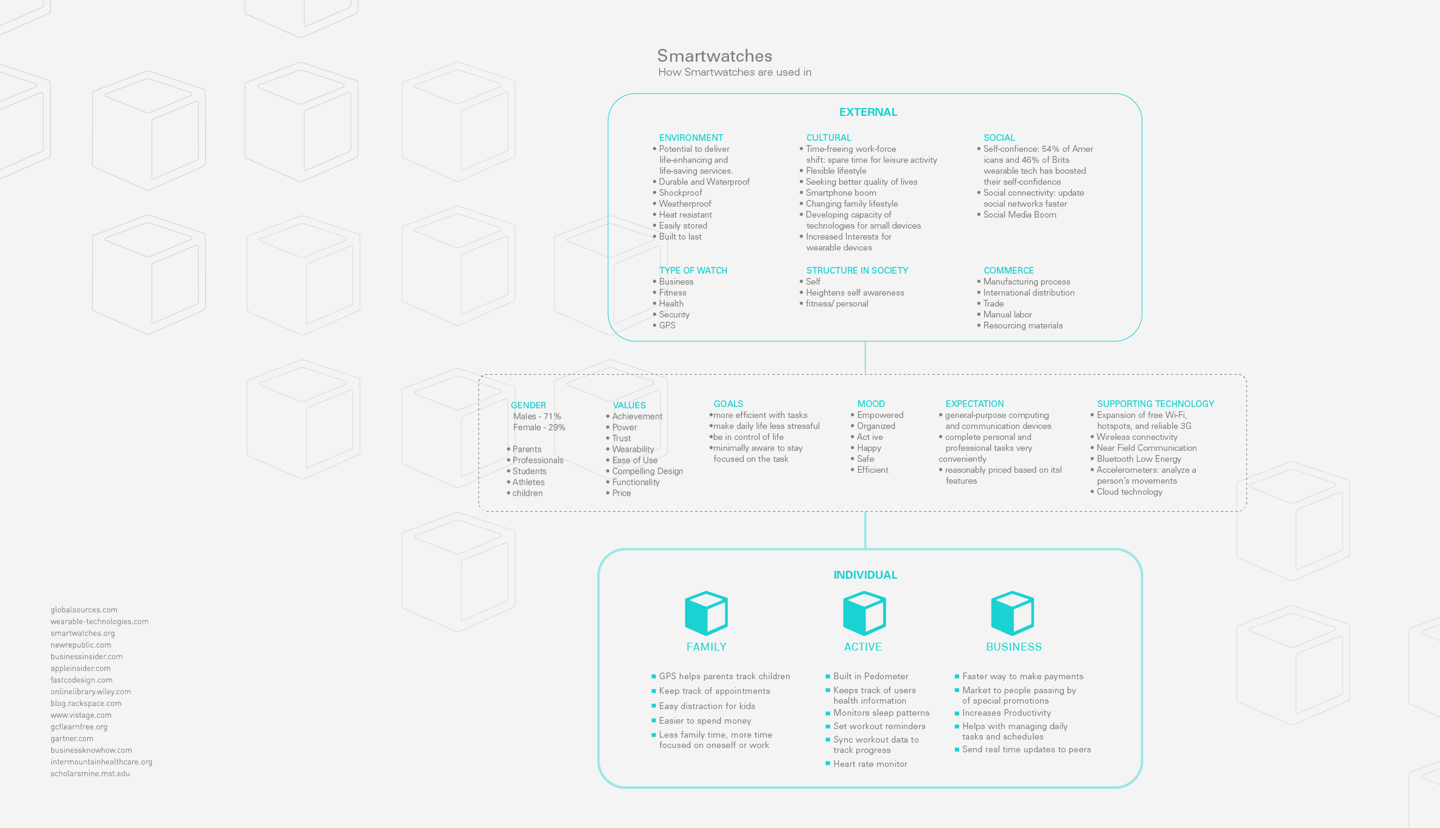 Smartwatches
How Smartwatches are used in
EXTERNAL
ENVIRONMENT
• Potential to deliver
life-enhancing and
life-saving services.
• Durable and Waterproof
• Shockproof
• Weatherproof
• Heat resistant
• Easily stored
• Built to last
CULTURAL
• Time-freeing work-force
shift: spare time for leisure activity
• Flexible lifestyle
• Seeking better quality of lives
• Smartphone boom
• Changing family lifestyle
• Developing capacity of
technologies for small devices
• Increased Interests for
wearable devices
SOCIAL
• Self-confience: 54% of Amer
icans and 46% of Brits
wearable tech has boosted
their self-confidence
• Social connectivity: update
social networks faster
• Social Media Boom
TYPE OF WATCH
• Business
• Fitness
• Health
• Security
• GPS
STRUCTURE IN SOCIETY
• Self
• Heightens self awareness
• fitness/ personal
COMMERCE
• Manufacturing process
• International distribution
• Trade
• Manual labor
• Resourcing materials
GENDER
Males - 71%
Female - 29%
• Parents
• Professionals
• Students
• Athletes
• children
VALUES
• Achievement
• Power
• Trust
• Wearability
• Ease of Use
• Compelling Design
• Functionality
• Price
GOALS
•more efficient with tasks
•make daily life less stressful
•be in control of life
•minimally aware to stay
focused on the task
MOOD
• Empowered
• Organized
• Act ive
• Happy
• Safe
• Efficient
EXPECTATION
• general-purpose computing
and communication devices
• complete personal and
professional tasks very
conveniently
• reasonably priced based on itsl
features
SUPPORTING TECHNOLOGY
• Expansion of free Wi-Fi,
hotspots, and reliable 3G
• Wireless connectivity
• Near Field Communication
• Bluetooth Low Energy
• Accelerometers: analyze a
person's movements
• Cloud technology
INDIVIDUAL
FAMILY
GPS helps parents track children
Keep track of appointments
Easy distraction for kids
Easier to spend money
Less family time, more time
focused on oneself or work
ACTIVE
Built in Pedometer
Keeps track of users
health information
Monitors sleep patterns
Set workout reminders
Sync workout data to
track progress
Heart rate monitor
BUSINESS
Faster way to make payments
Market to people passing by
of special promotions
Increases Productivity
Helps with managing daily
tasks and schedules
Send real time updates to peers
globalsources.com
wearable-technologies.com
smartwatches.org
newrepublic.com
businessinsider.com
appleinsider.com
fastcodesign.com
onlinelibrary.wiley.com
blog.rackspace.com
www.vistage.com
gcflearnfree.org
gartner.com
businessknowhow.com
intermountainhealthcare.org
scholarsmine.mst.edu